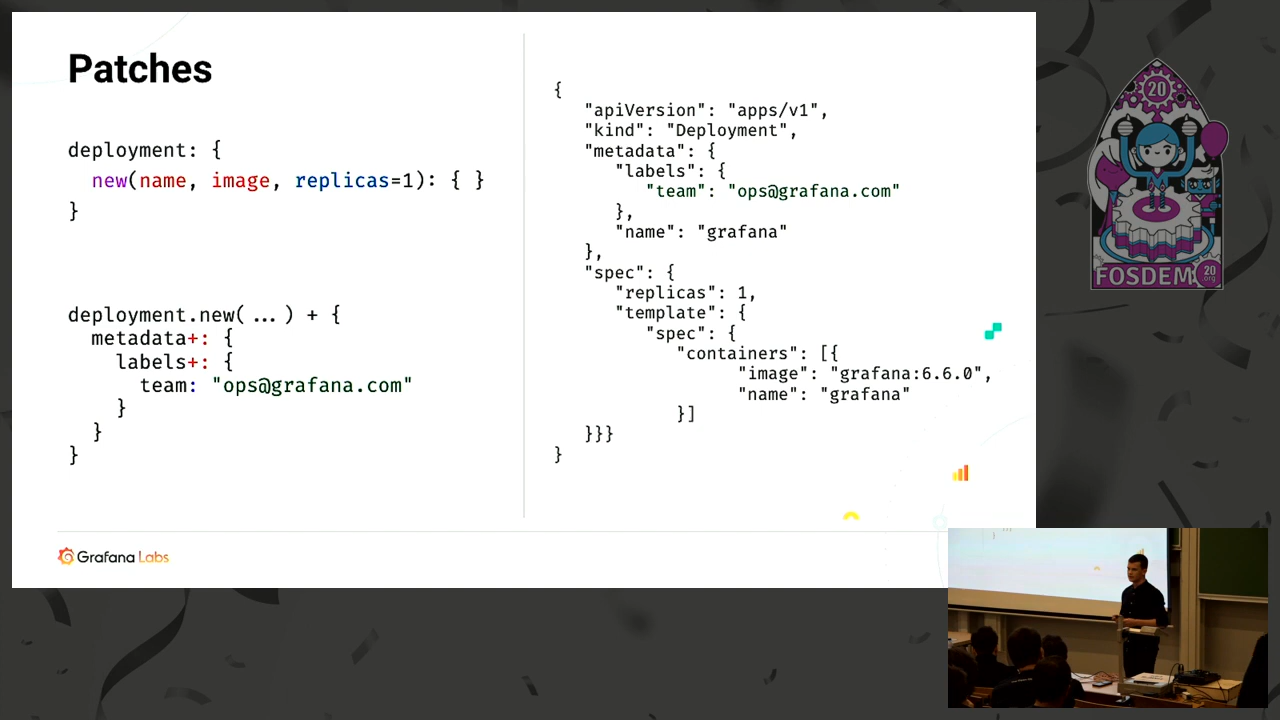 Patches
deployment: {
new(name, image, replicas=1): { }
}
deployment.new( ... ) + {
metadata+: {
labels+: {
team: "ops@grafana.com"
}
}
}
{
"apiVersion": "apps/v1",
"kind": "Deployment",
"metadata": {
"labels": {
"team": "ops@grafana.com"
},
"name": "grafana"
},
"spec": {
"replicas": 1,
"template": {
"spec": {
"containers": [{
"image": "grafana:6.6.0",
"name": "grafana"
}]
}}}
}
Grafana Labs
20
FOSDEM
20
.org